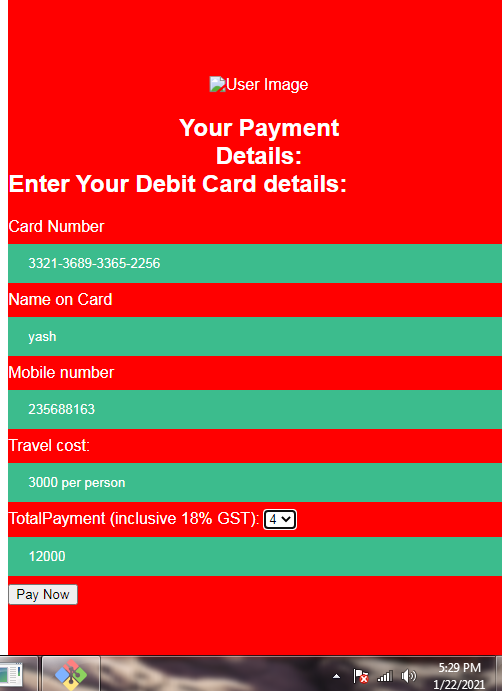 User Image
Your Payment
Details:
Enter Your Debit Card details:
Card Number
3321-3689-3365-2256
Name on Card
yash
Mobile number
235688163
Travel cost:
3000 per person
TotalPayment (inclusive 18% GST): 4
12000
Pay Now
5:29 PM
1/22/2021